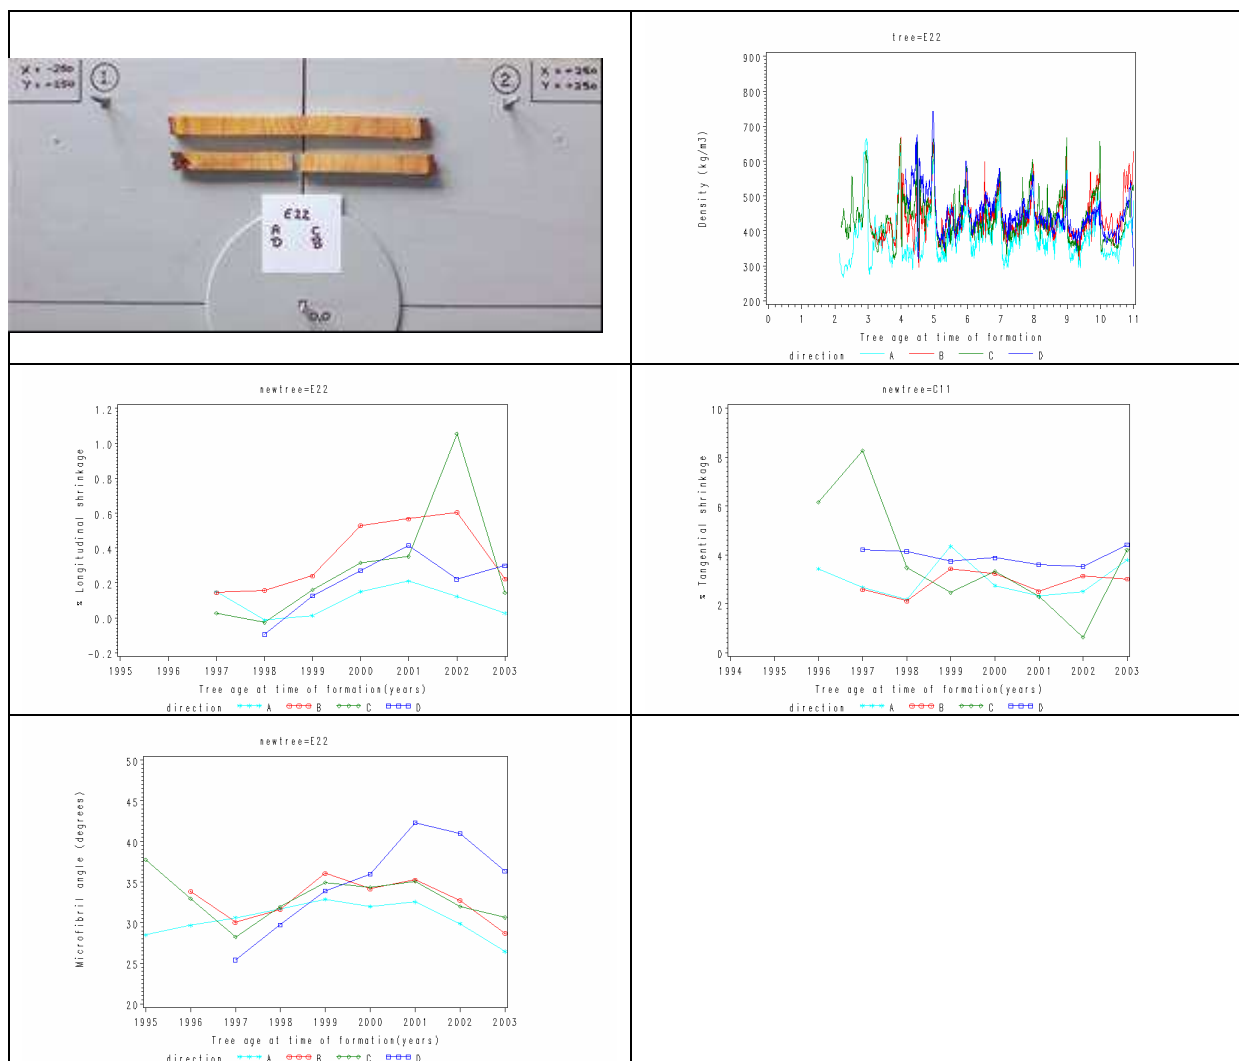 X = -250
Y = +250
1
2
X = +250
Y = +250
E22
A C
D B
0,0
tree=E22
900
800
700
600
500
400
300
200
Density (kg/m3)
0 1 2 3 4 5 6 7 8 9 10 11
Tree age at time of formation
direction A B C D
newtree=E22
1.2
1.0
0.8
0.6
0.4
0.2
0.0
-0.2
% Longitudinal shrinkage
1995 1996 1997 1998 1999 2000 2001 2002 2003
Tree age at time of formation(years)
direction A B C D
newtree=C11
10
8
6
4
2
0
% Tangential shrinkage
1994 1995 1996 1997 1998 1999 2000 2001 2002 2003
Tree age at time of formation(years)
direction A B C D
newtree=E22
50
45
40
35
30
25
20
Microfibril angle (degrees)
1995 1996 1997 1998 1999 2000 2001 2002 2003
Tree age at time of formation(years)
direction A B C D